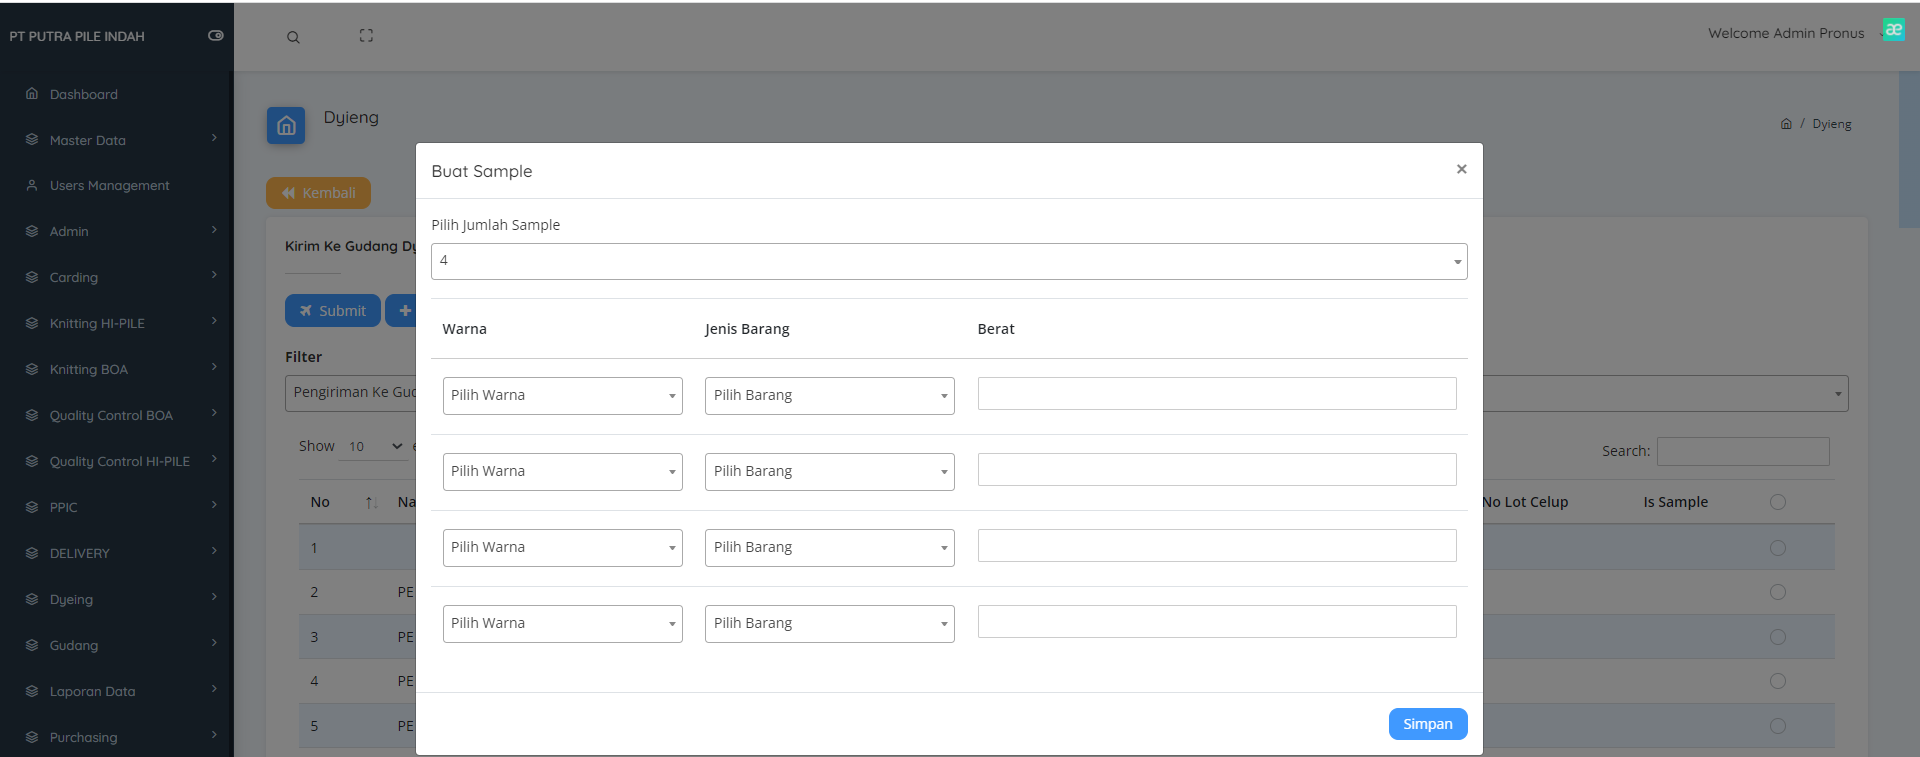 PT PUTRA PILE INDAH
Welcome Admin Pronus
Dashboard
Master Data
Users Management
Admin
Carding
Knitting HI-PILE
Knitting BOA
Quality Control BOA
Quality Control HI-PILE
PPIC
DELIVERY
Dyeing
Gudang
Laporan Data
Purchasing
Dyieng
/ Dyieng
Kembali
Kirim Ke Gudang Dy
Submit
Filter
Pengiriman Ke Gud
Show 10 e
Search:
No Na No Lot Celup Is Sample
1
2 PE
3 PE
4 PE
5 PE
Buat Sample
×
Pilih Jumlah Sample
4
Warna Jenis Barang Berat
Pilih Warna Pilih Barang
Pilih Warna Pilih Barang
Pilih Warna Pilih Barang
Pilih Warna Pilih Barang
Simpan